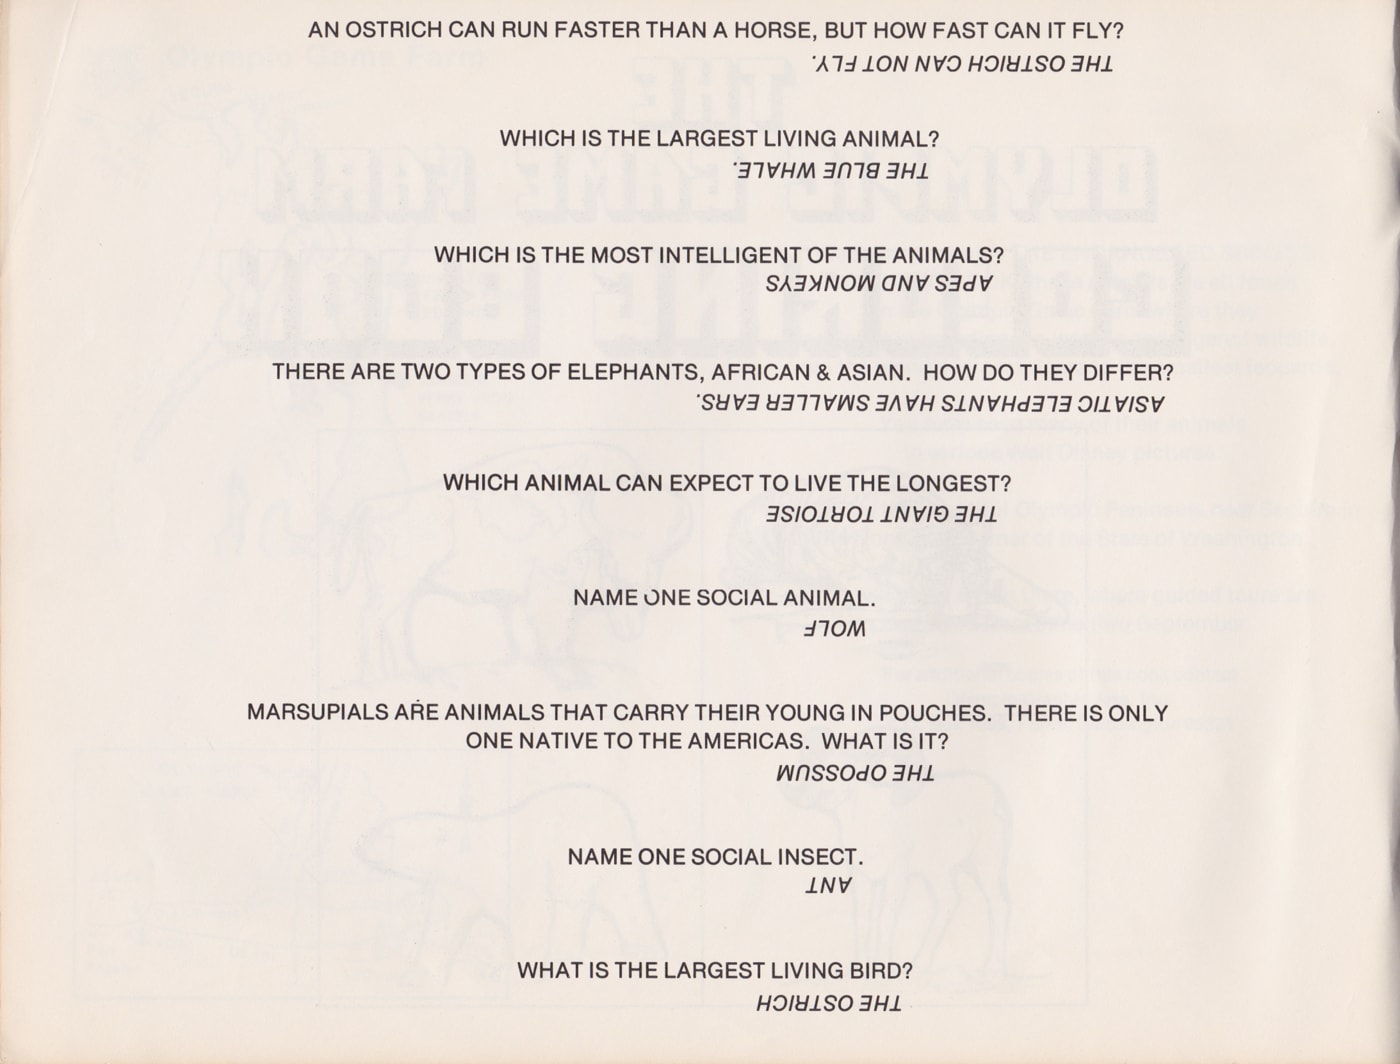 AN OSTRICH CAN RUN FASTER THAN A HORSE, BUT HOW FAST CAN IT FLY?
THE OSTRICH CAN NOT FLY.
WHICH IS THE LARGEST LIVING ANIMAL?
THE BLUE WHALE.
WHICH IS THE MOST INTELLIGENT OF THE ANIMALS?
APES AND MONKEYS
THERE ARE TWO TYPES OF ELEPHANTS, AFRICAN & ASIAN. HOW DO THEY DIFFER?
ASIATIC ELEPHANTS HAVE SMALLER EARS.
WHICH ANIMAL CAN EXPECT TO LIVE THE LONGEST?
THE GIANT TORTOISE
NAME ONE SOCIAL ANIMAL.
WOLF
MARSUPIALS ARE ANIMALS THAT CARRY THEIR YOUNG IN POUCHES. THERE IS ONLY
ONE NATIVE TO THE AMERICAS. WHAT IS IT?
THE OPOSSUM
NAME ONE SOCIAL INSECT.
ANT
WHAT IS THE LARGEST LIVING BIRD?
THE OSTRICH